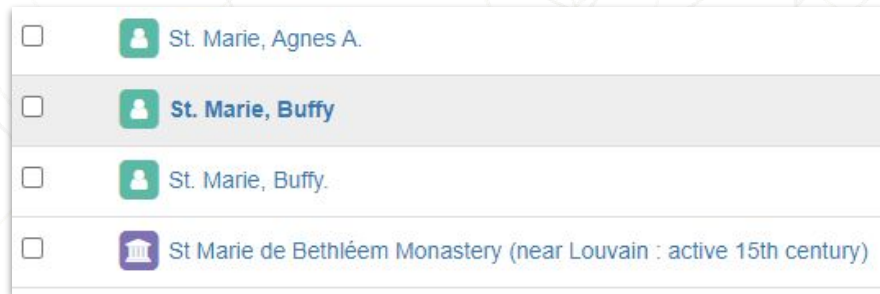 St. Marie, Agnes A.
St. Marie, Buffy
St. Marie, Buffy.
St Marie de Bethléem Monastery (near Louvain : active 15th century)